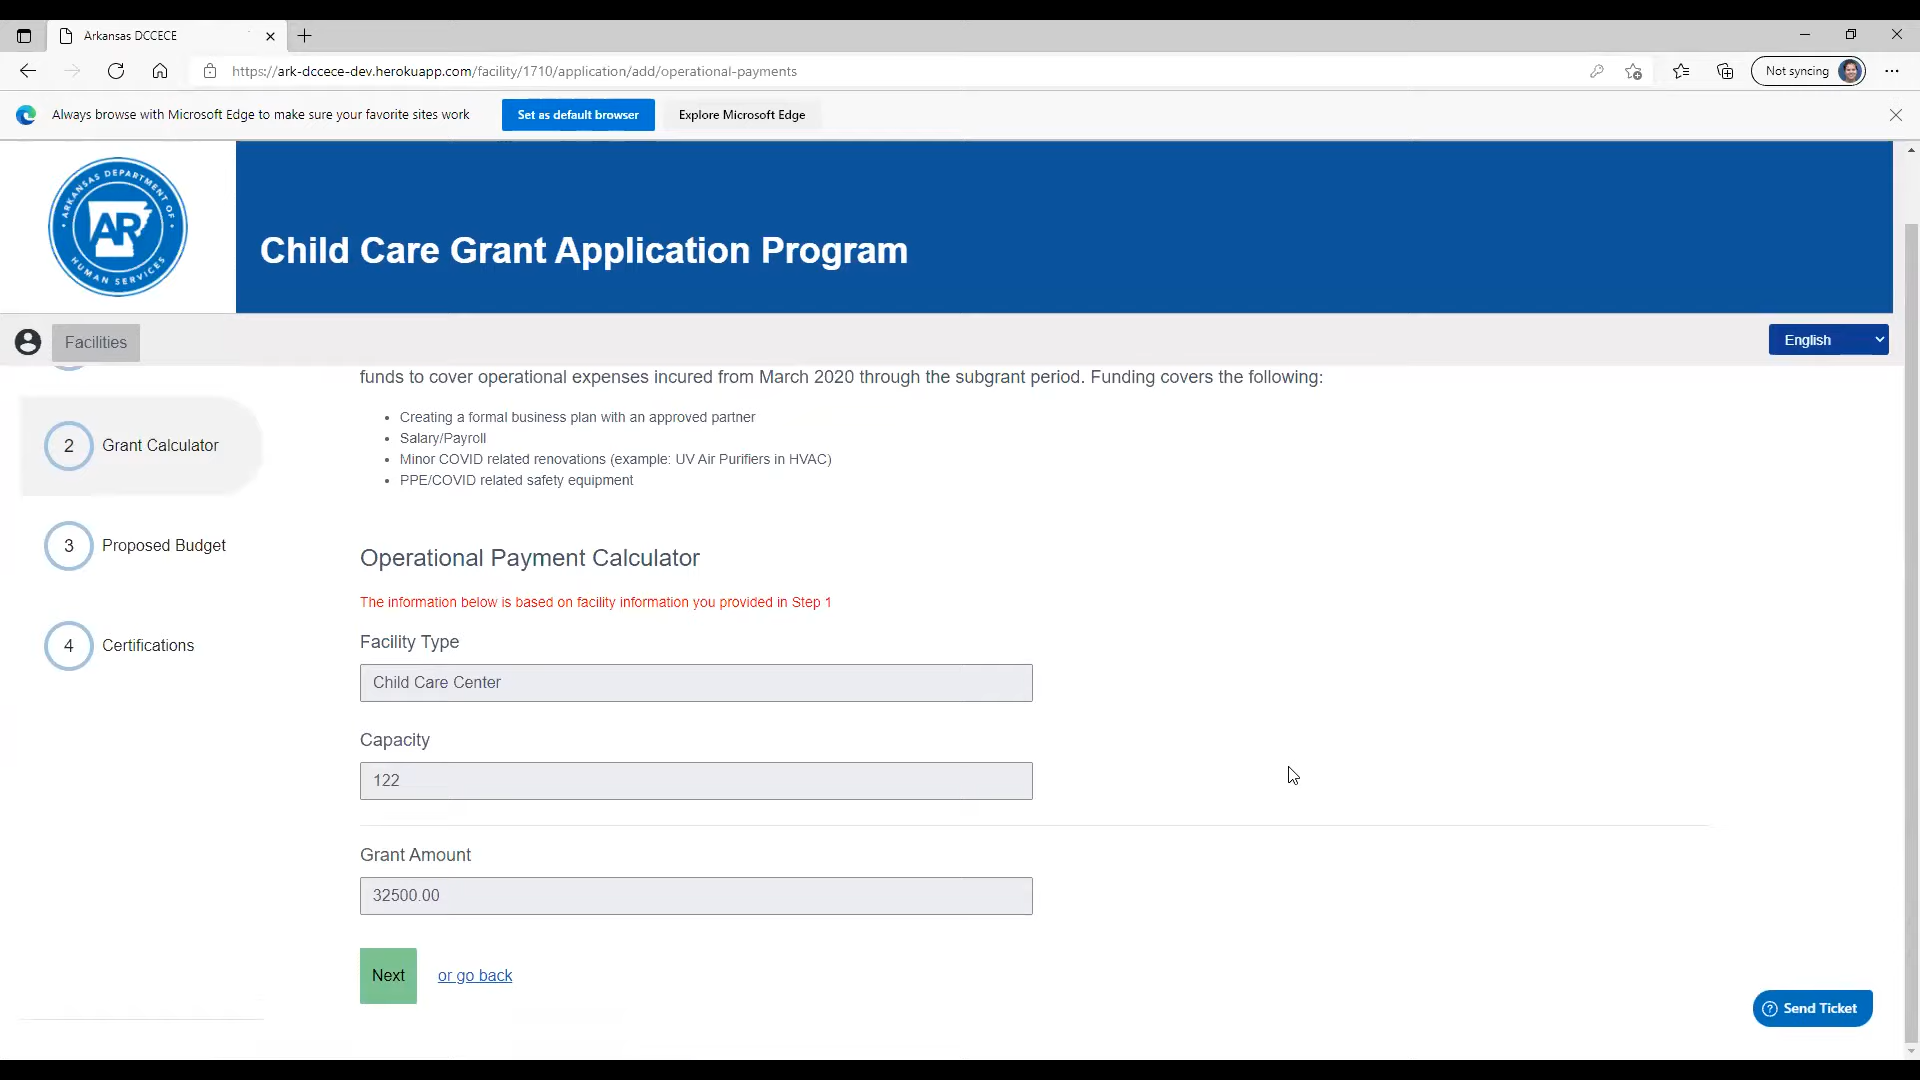 Arkansas DCCECE
https://ark-dccece-dev.herokuapp.com/facility/1710/application/add/operational-payments
Not syncing
Always browse with Microsoft Edge to make sure your favorite sites work
Set as default browser
Explore Microsoft Edge
ARKANSAS DEPARTMENT OF
AR
HUMAN SERVICES
Child Care Grant Application Program
Facilities
English
funds to cover operational expenses incured from March 2020 through the subgrant period. Funding covers the following:
• Creating a formal business plan with an approved partner
• Salary/Payroll
• Minor COVID related renovations (example: UV Air Purifiers in HVAC)
• PPE/COVID related safety equipment
2 Grant Calculator
3 Proposed Budget
4 Certifications
Operational Payment Calculator
The information below is based on facility information you provided in Step 1
Facility Type
Child Care Center
Capacity
122
Grant Amount
32500.00
Next
or go back
Send Ticket